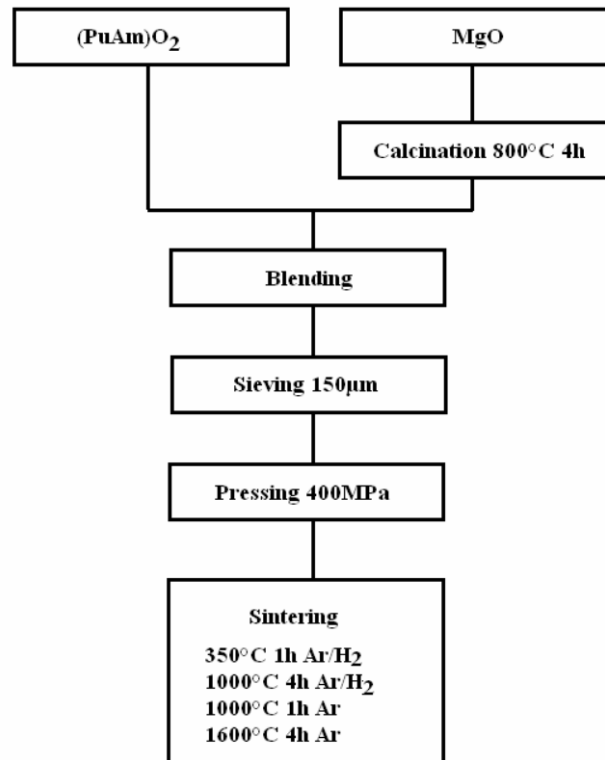 (PuAm)O2
MgO
Calcination 800°C 4h
Blending
Sieving 150µm
Pressing 400MPa
Sintering
350°C 1h Ar/H2
1000°C 4h Ar/H2
1000°C 1h Ar
1600°C 4h Ar